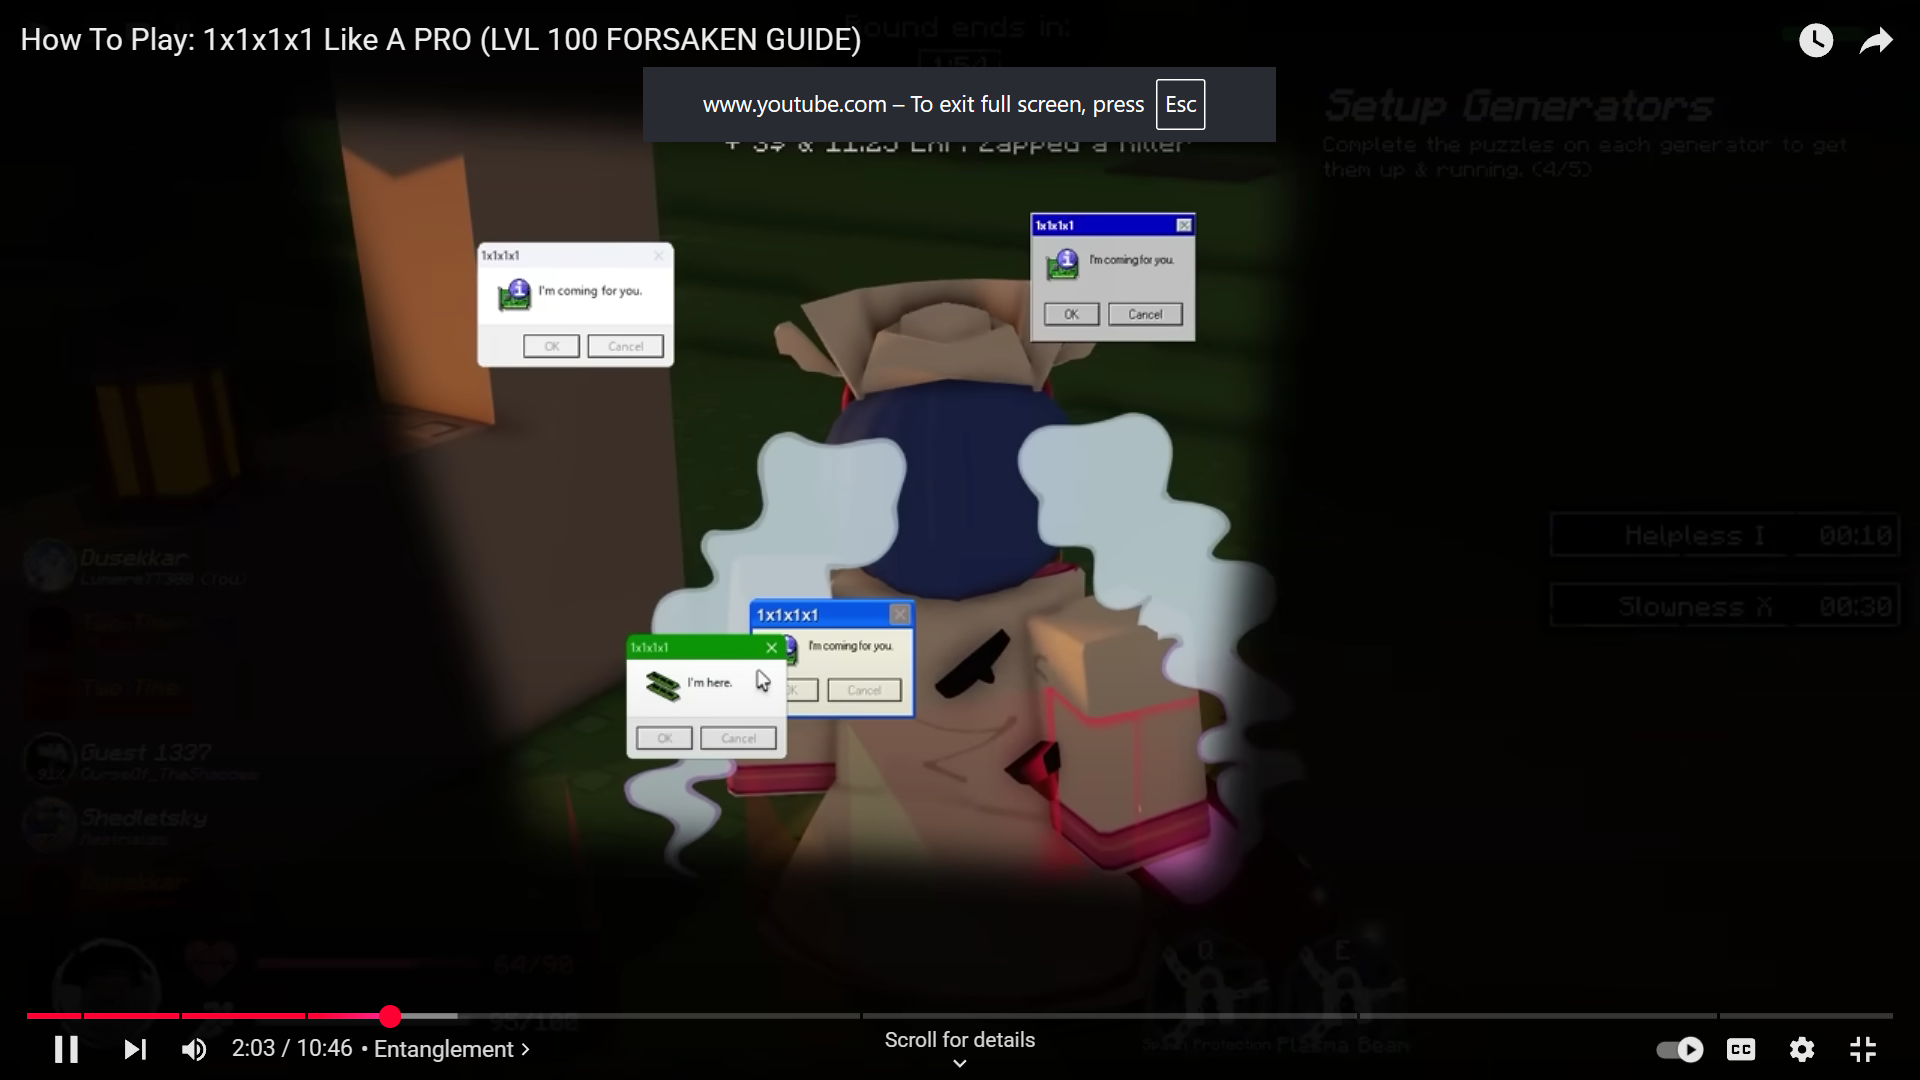 How To Play: 1x1x1x1 Like A PRO (LVL 100 FORSAKEN GUIDE)
Round ends in:
1:54
www.youtube.com – To exit full screen, press Esc
+ 3$ & 11.25 EXP: Zapped a killer
Setup Generators
Complete the puzzles on each generator to get
them up & running. (4/5)
1x1x1x1
I'm coming for you.
OK Cancel
1x1x1x1
I'm coming for you.
OK Cancel
Helpless I 00:10
Slowness X 00:30
Dusekkar
(You)
Two Time
Two Time
Guest 1337
CurseOf_TheShadows
Shedletsky
Dusekkar
1x1x1x1
I'm coming for you.
OK Cancel
1x1x1x1
I'm here.
OK Cancel
64/90
95/100
Q
E
Spawn Protection
Plasma Beam
2:03 / 10:46 • Entanglement
Scroll for details
CC